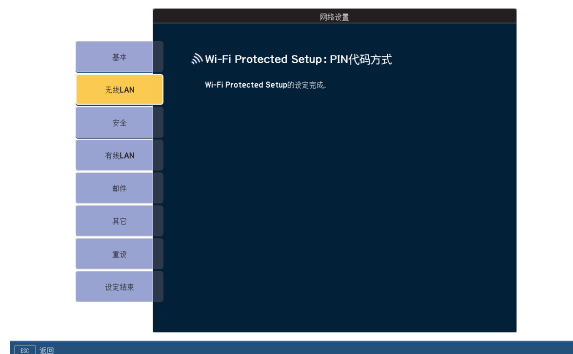 网络设置
基本
无线LAN
安全
有线LAN
邮件
其它
重设
设定结束
Wi-Fi Protected Setup：PIN代码方式
Wi-Fi Protected Setup的设定完成。
ESC 返回